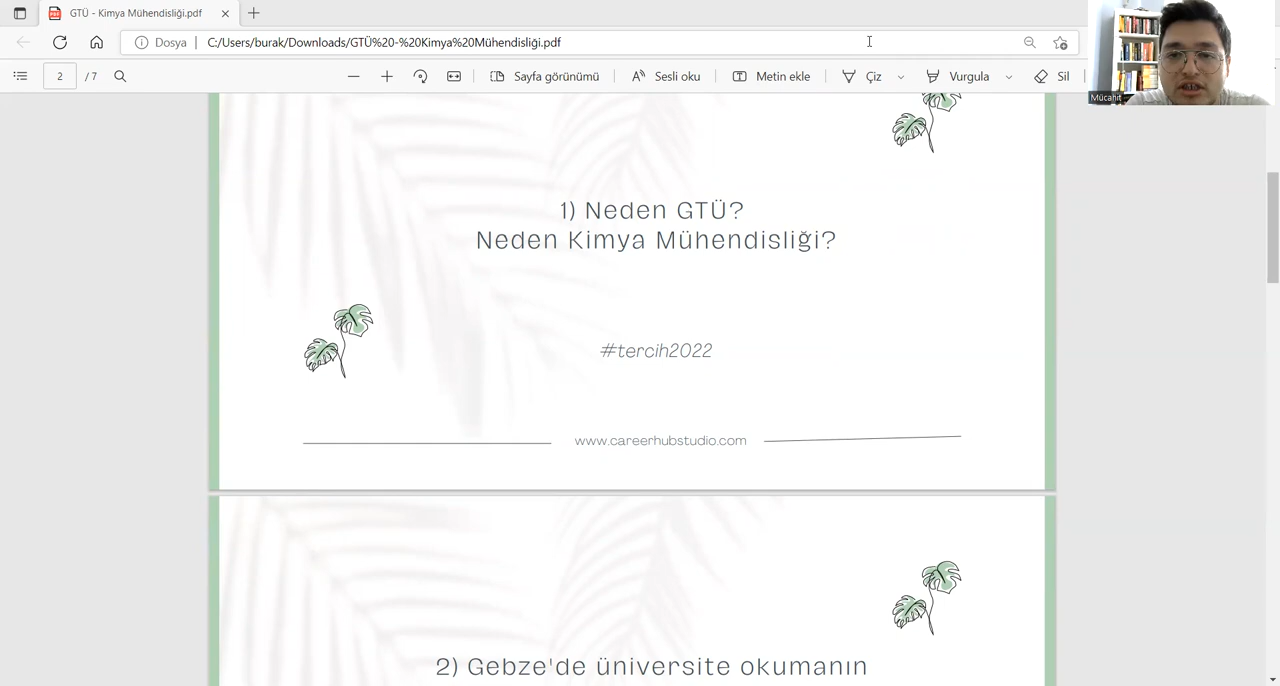 GTÜ - Kimya Mühendisliği.pdf
Dosya C:/Users/burak/Downloads/GTÜ%20-%20Kimya%20Mühendisliği.pdf
2 / 7 Sayfa görünümü Sesli oku Metin ekle Çiz Vurgula Sil
Mücahit
1) Neden GTÜ?
Neden Kimya Mühendisliği?
#tercih2022
www.careerhubstudio.com
2) Gebze'de üniversite okumanın